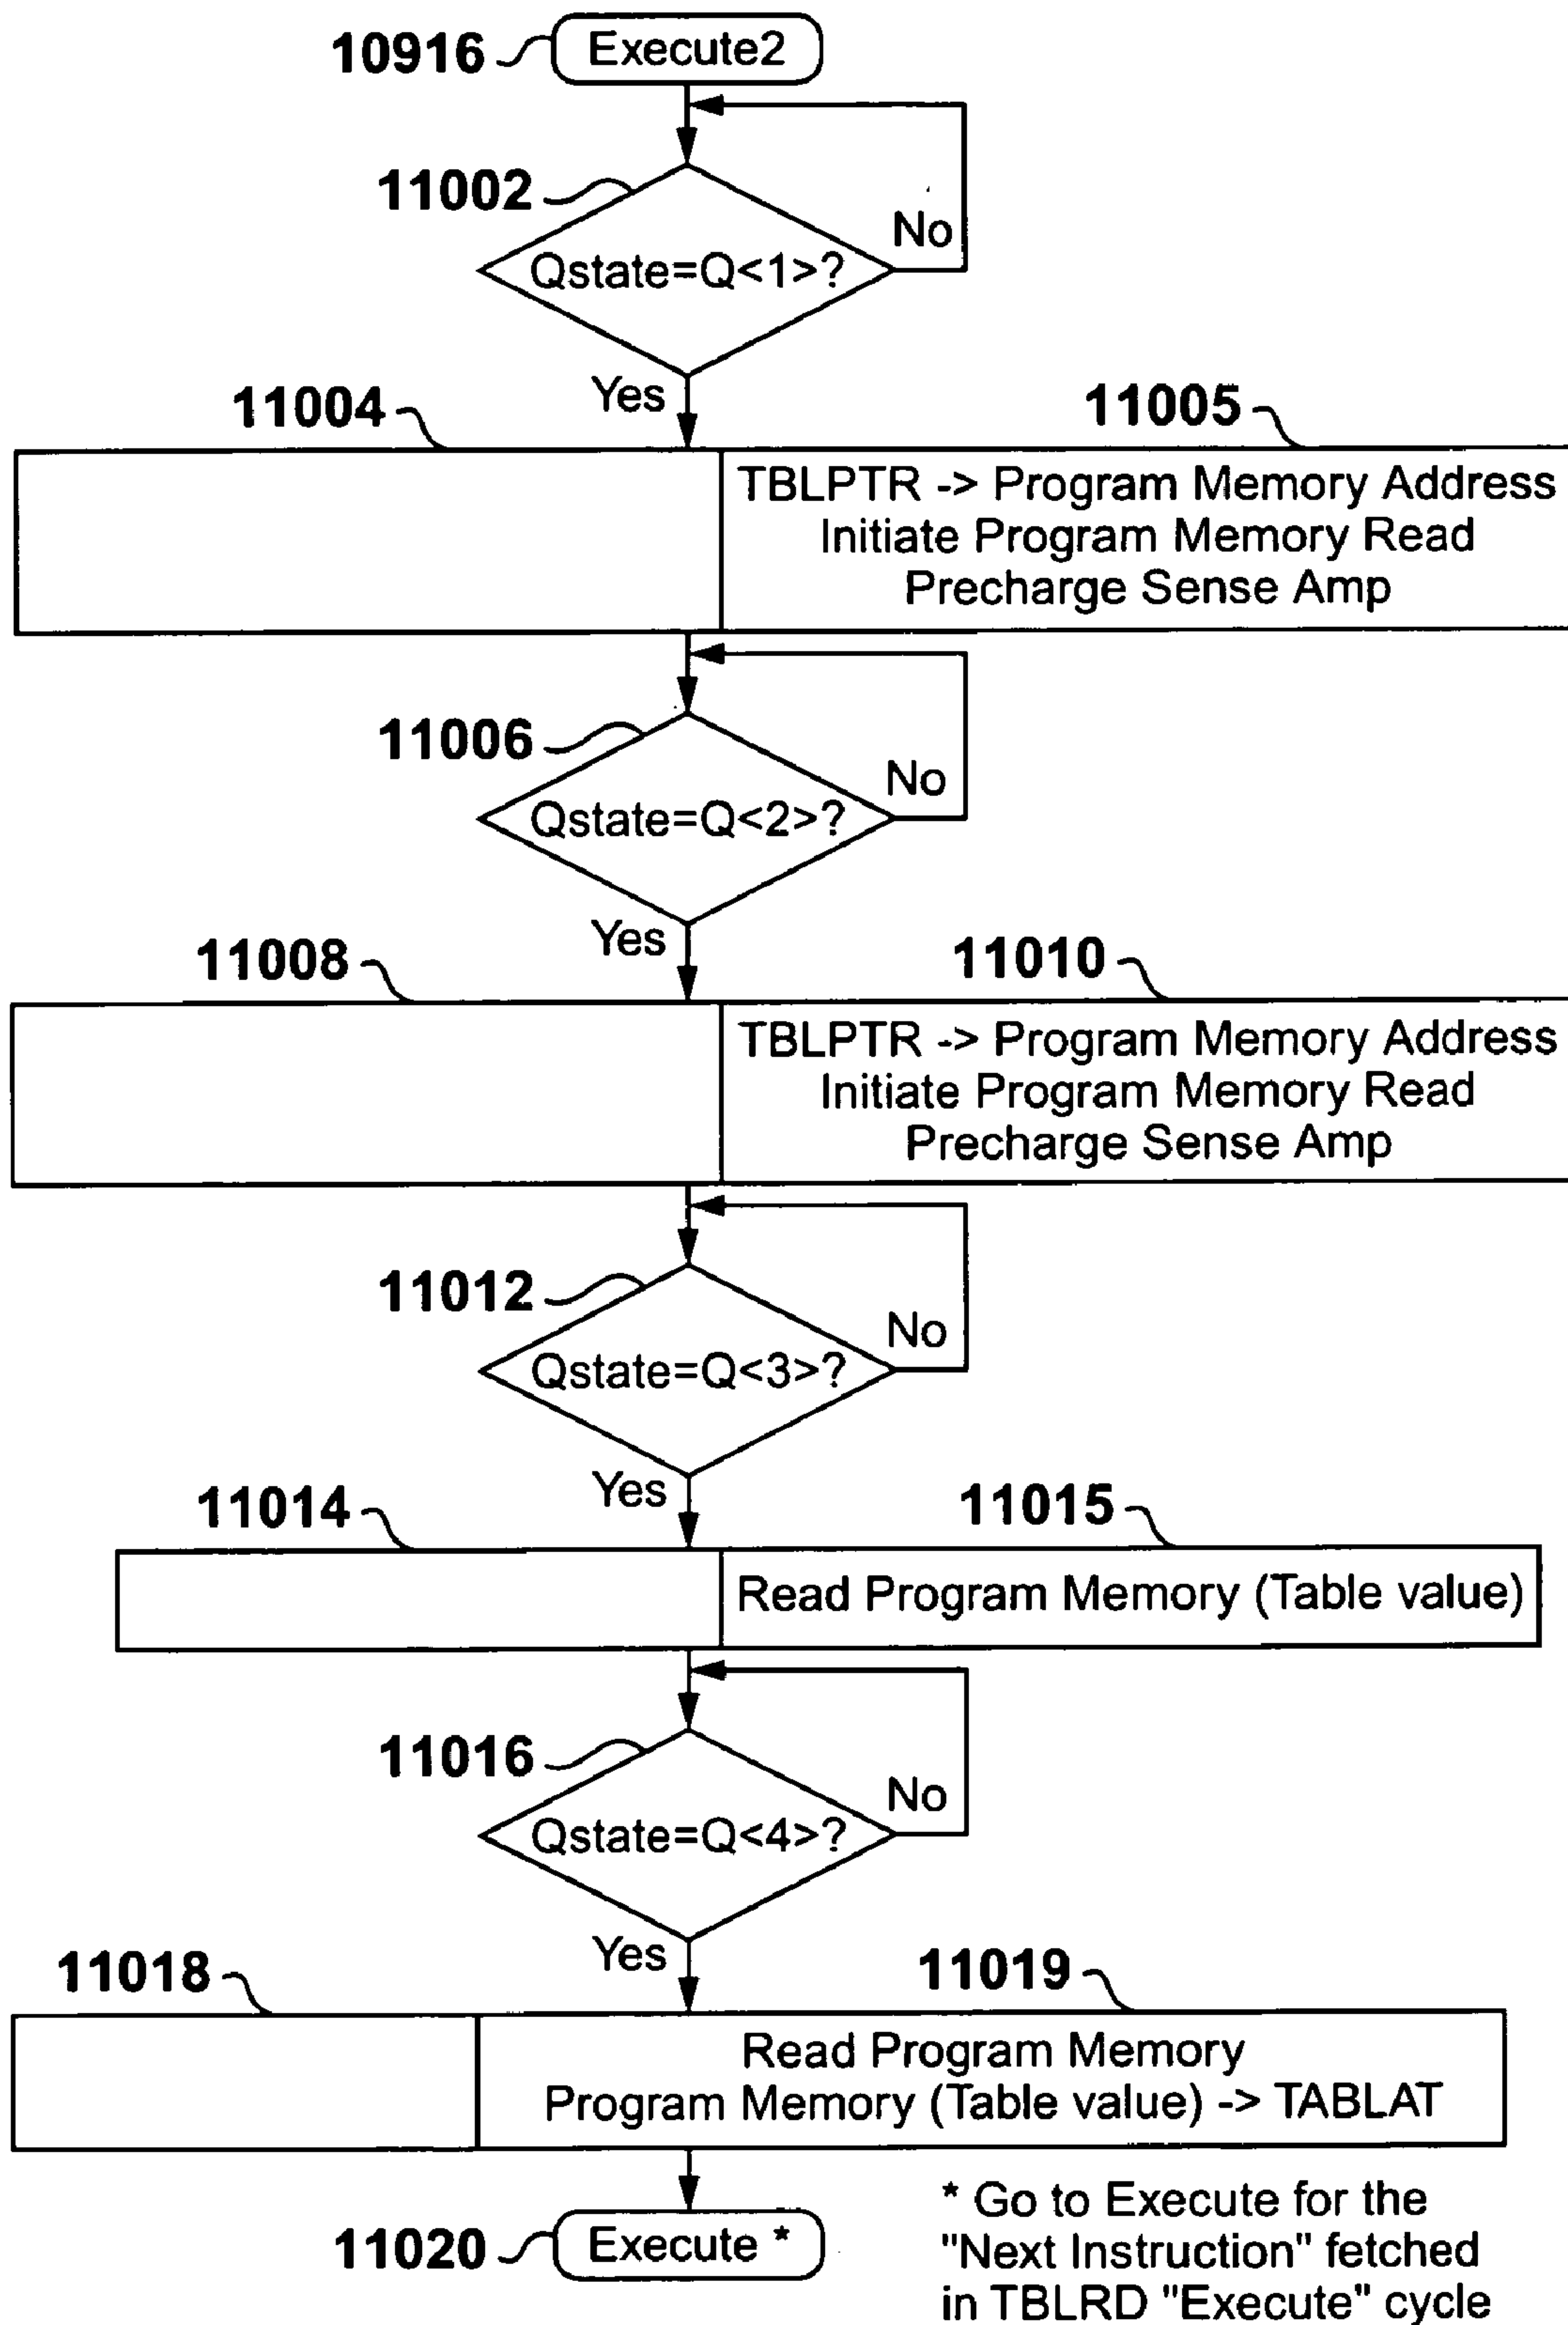 10916 Execute2
11002
No
Qstate=Q<1>?
Yes
11004 11005
TBLPTR -> Program Memory Address
Initiate Program Memory Read
Precharge Sense Amp
11006
No
Qstate=Q<2>?
Yes
11008 11010
TBLPTR -> Program Memory Address
Initiate Program Memory Read
Precharge Sense Amp
11012
No
Qstate=Q<3>?
Yes
11014 11015
Read Program Memory (Table value)
11016
No
Qstate=Q<4>?
Yes
11018 11019
Read Program Memory
Program Memory (Table value) -> TABLAT
11020 Execute *
* Go to Execute for the
"Next Instruction" fetched
in TBLRD "Execute" cycle